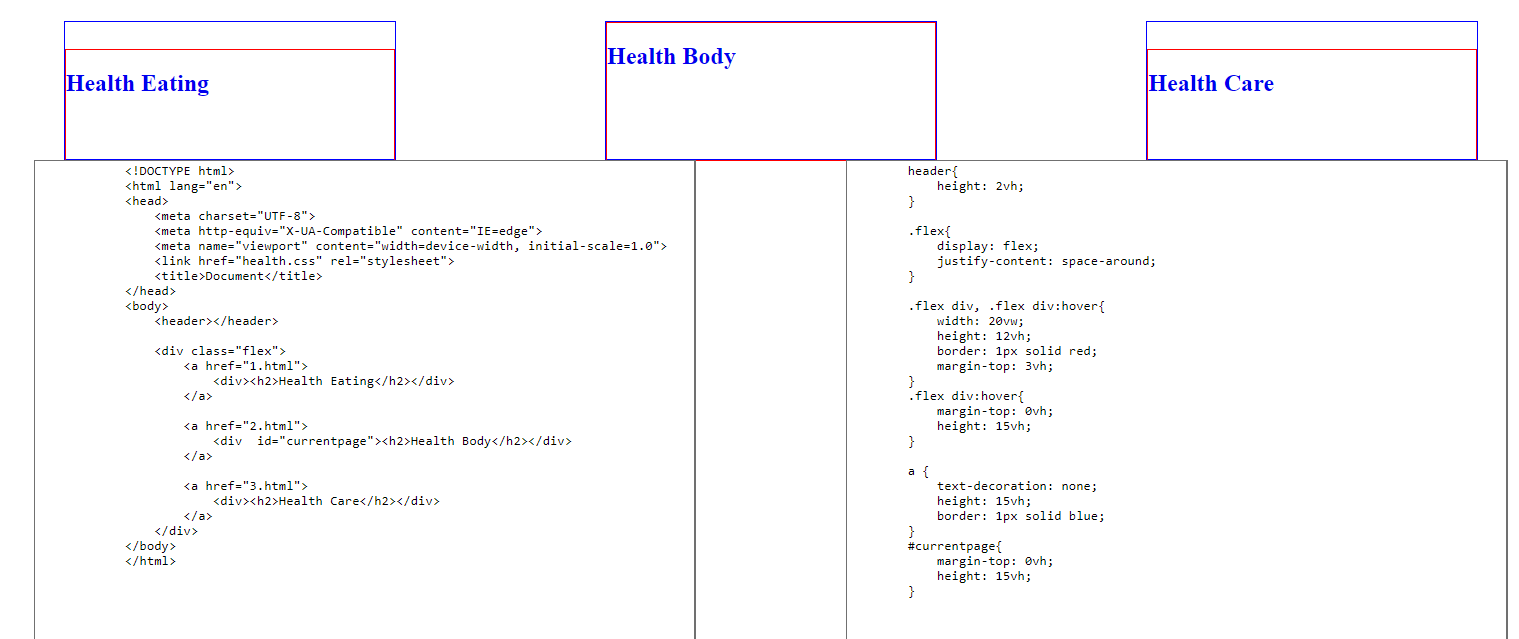 Health Eating
Health Body
Health Care
<!DOCTYPE html>
<html lang="en">
<head>
    <meta charset="UTF-8">
    <meta http-equiv="X-UA-Compatible" content="IE=edge">
    <meta name="viewport" content="width=device-width, initial-scale=1.0">
    <link href="health.css" rel="stylesheet">
    <title>Document</title>
</head>
<body>
    <header></header>

    <div class="flex">
        <a href="1.html">
            <div><h2>Health Eating</h2></div>
        </a>

        <a href="2.html">
            <div  id="currentpage"><h2>Health Body</h2></div>
        </a>

        <a href="3.html">
            <div><h2>Health Care</h2></div>
        </a>
    </div>
</body>
</html>
header{
    height: 2vh;
}

.flex{
    display: flex;
    justify-content: space-around;
}

.flex div, .flex div:hover{
    width: 20vw;
    height: 12vh;
    border: 1px solid red;
    margin-top: 3vh;
}
.flex div:hover{
    margin-top: 0vh;
    height: 15vh;
}

a {
    text-decoration: none;
    height: 15vh;
    border: 1px solid blue;
}
#currentpage{
    margin-top: 0vh;
    height: 15vh;
}